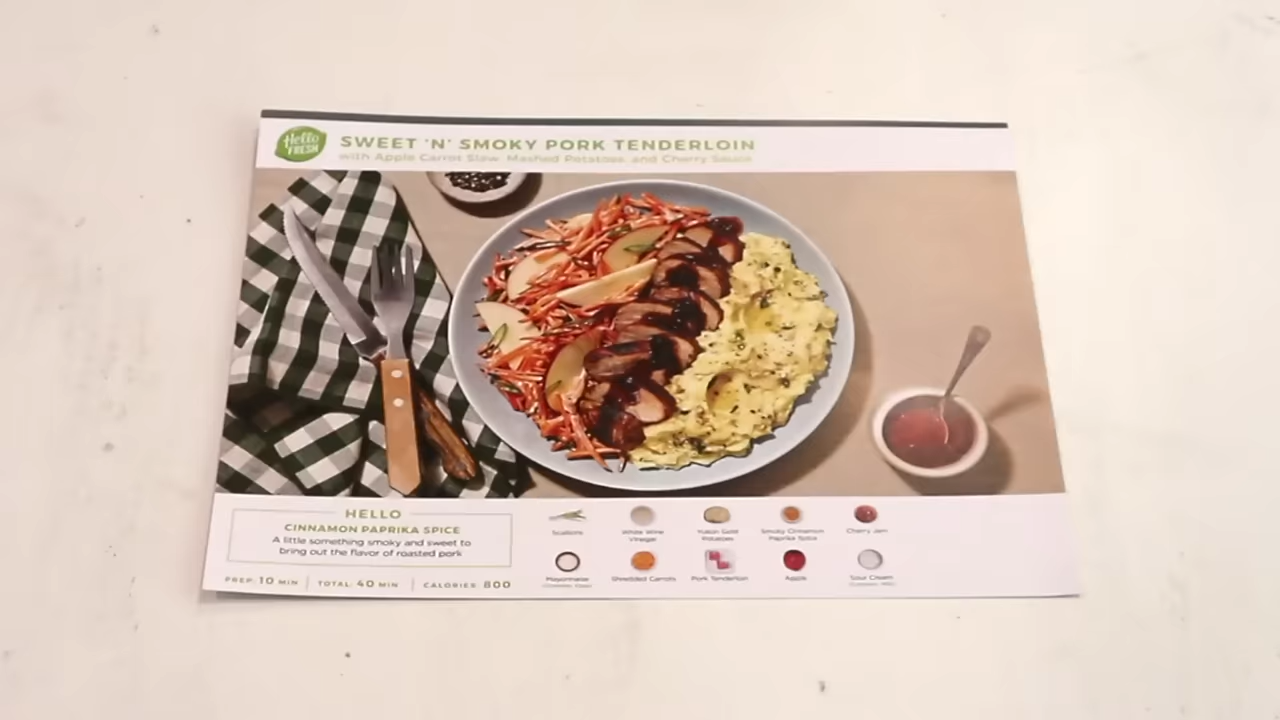 Hello
FRESH
SWEET 'N' SMOKY PORK TENDERLOIN
with Apple Carrot Slaw, Mashed Potatoes, and Cherry Sauce
HELLO
CINNAMON PAPRIKA SPICE
A little something smoky and sweet to
bring out the flavor of roasted pork
PREP: 10 MIN | TOTAL: 40 MIN | CALORIES: 800
Scallions
White Wine
Vinegar
Yukon Gold
Potatoes
Smoky Cinnamon
Paprika Spice
Cherry Jam
Mayonnaise
Shredded Carrots
Pork Tenderloin
Apple
Sour Cream